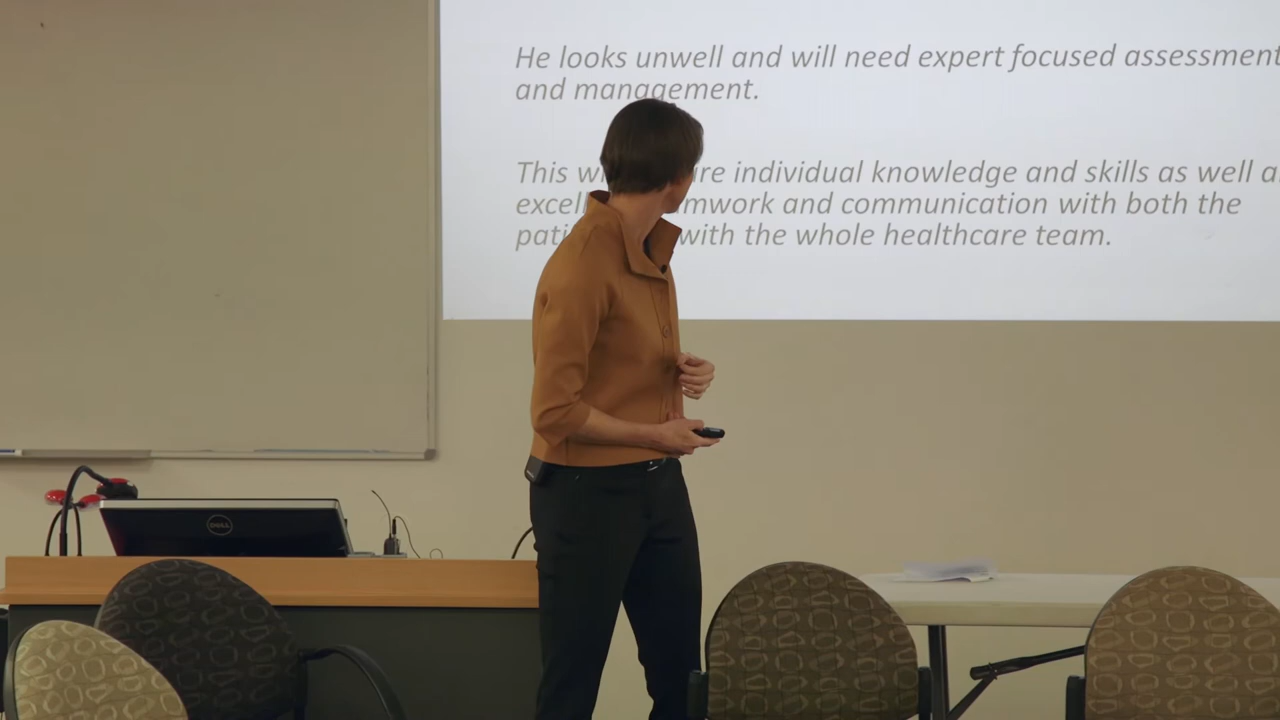 He looks unwell and will need expert focused assessment
and management.
This re individual knowledge and skills as well a
excell mwork and communication with both the
pati with the whole healthcare team.
DELL